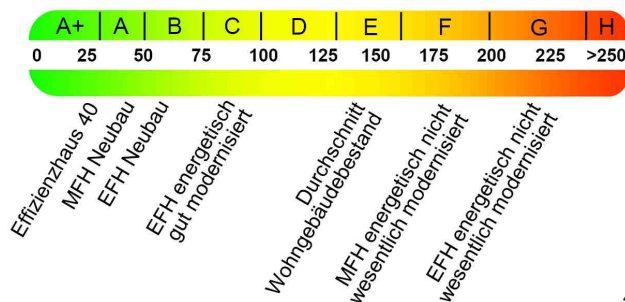 A+ A B C D E F G H
0 25 50 75 100 125 150 175 200 225 >250
Effizienzhaus 40
MFH Neubau
EFH Neubau
EFH energetisch
gut modernisiert
Durchschnitt
Wohngebäudebestand
MFH energetisch nicht
wesentlich modernisiert
EFH energetisch nicht
wesentlich modernisiert